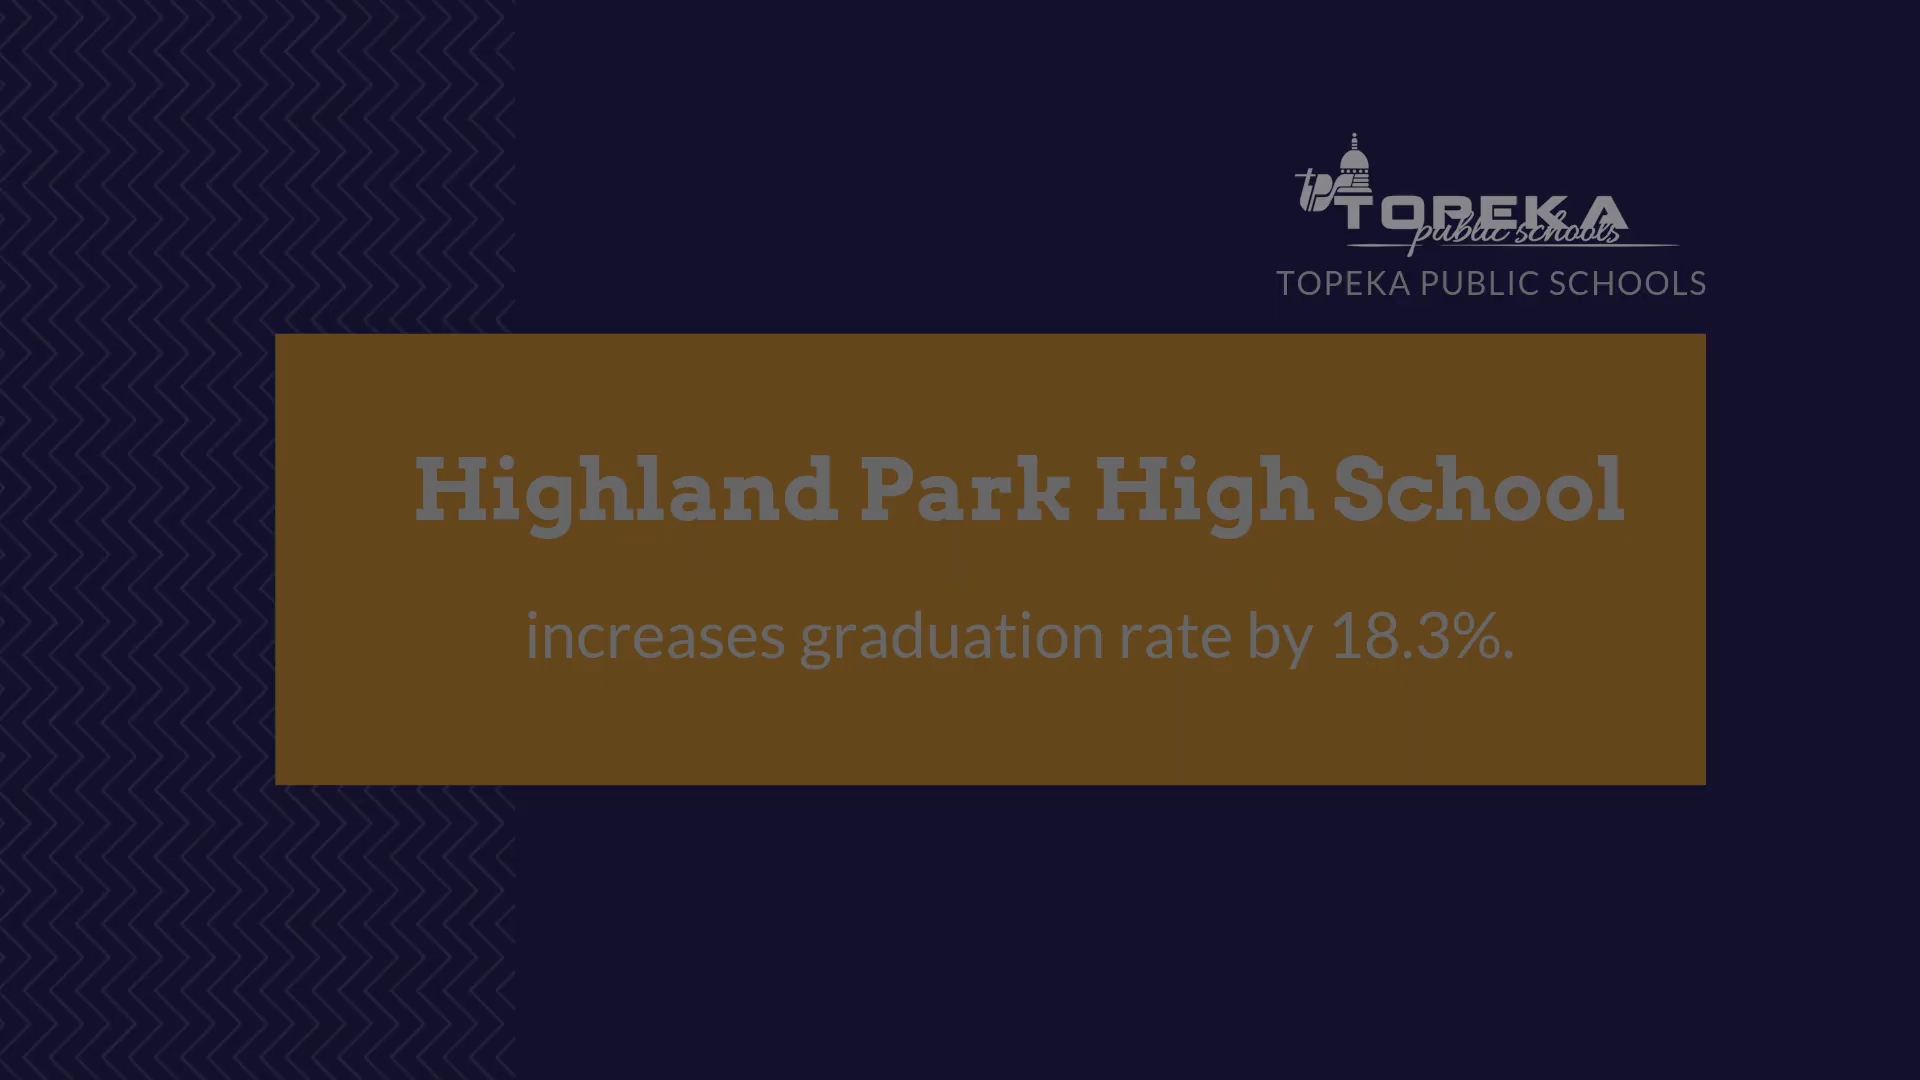 TOPEKA
public schools
TOPEKA PUBLIC SCHOOLS
Highland Park High School
increases graduation rate by 18.3%.